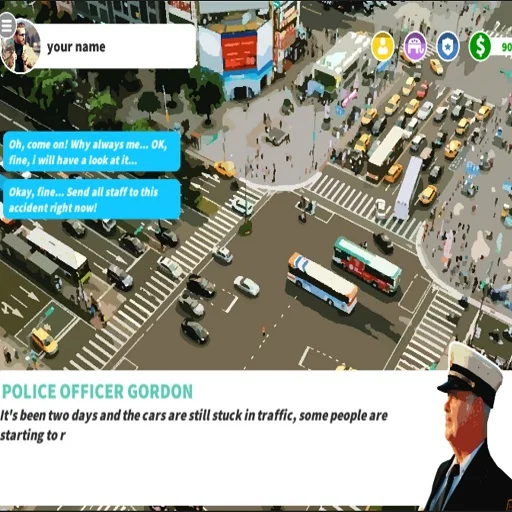 your name
$ 90
Oh, come on! Why always me... OK,
fine, i will have a look at it...
Okay, fine... Send all staff to this
accident right now!
POLICE OFFICER GORDON
It's been two days and the cars are still stuck in traffic, some people are
starting to r